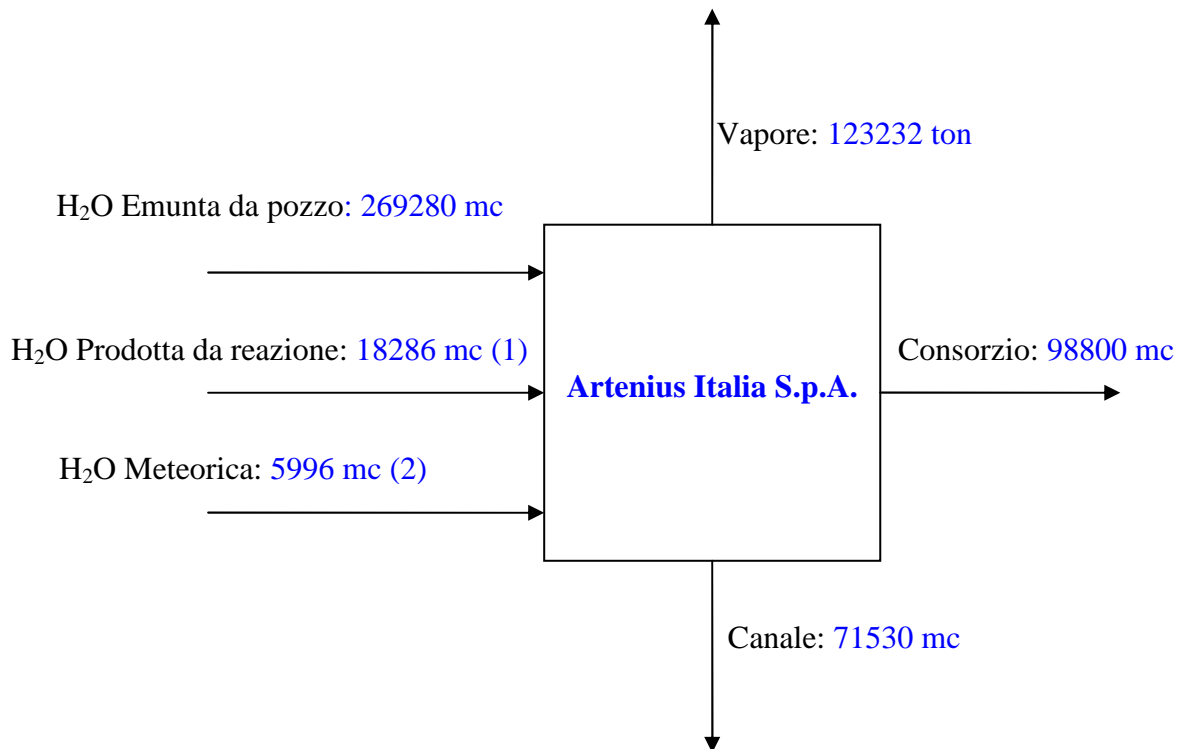 Vapore: 123232 ton
H₂O Emunta da pozzo: 269280 mc
H₂O Prodotta da reazione: 18286 mc (1)
Artenius Italia S.p.A.
Consorzio: 98800 mc
H₂O Meteorica: 5996 mc (2)
Canale: 71530 mc